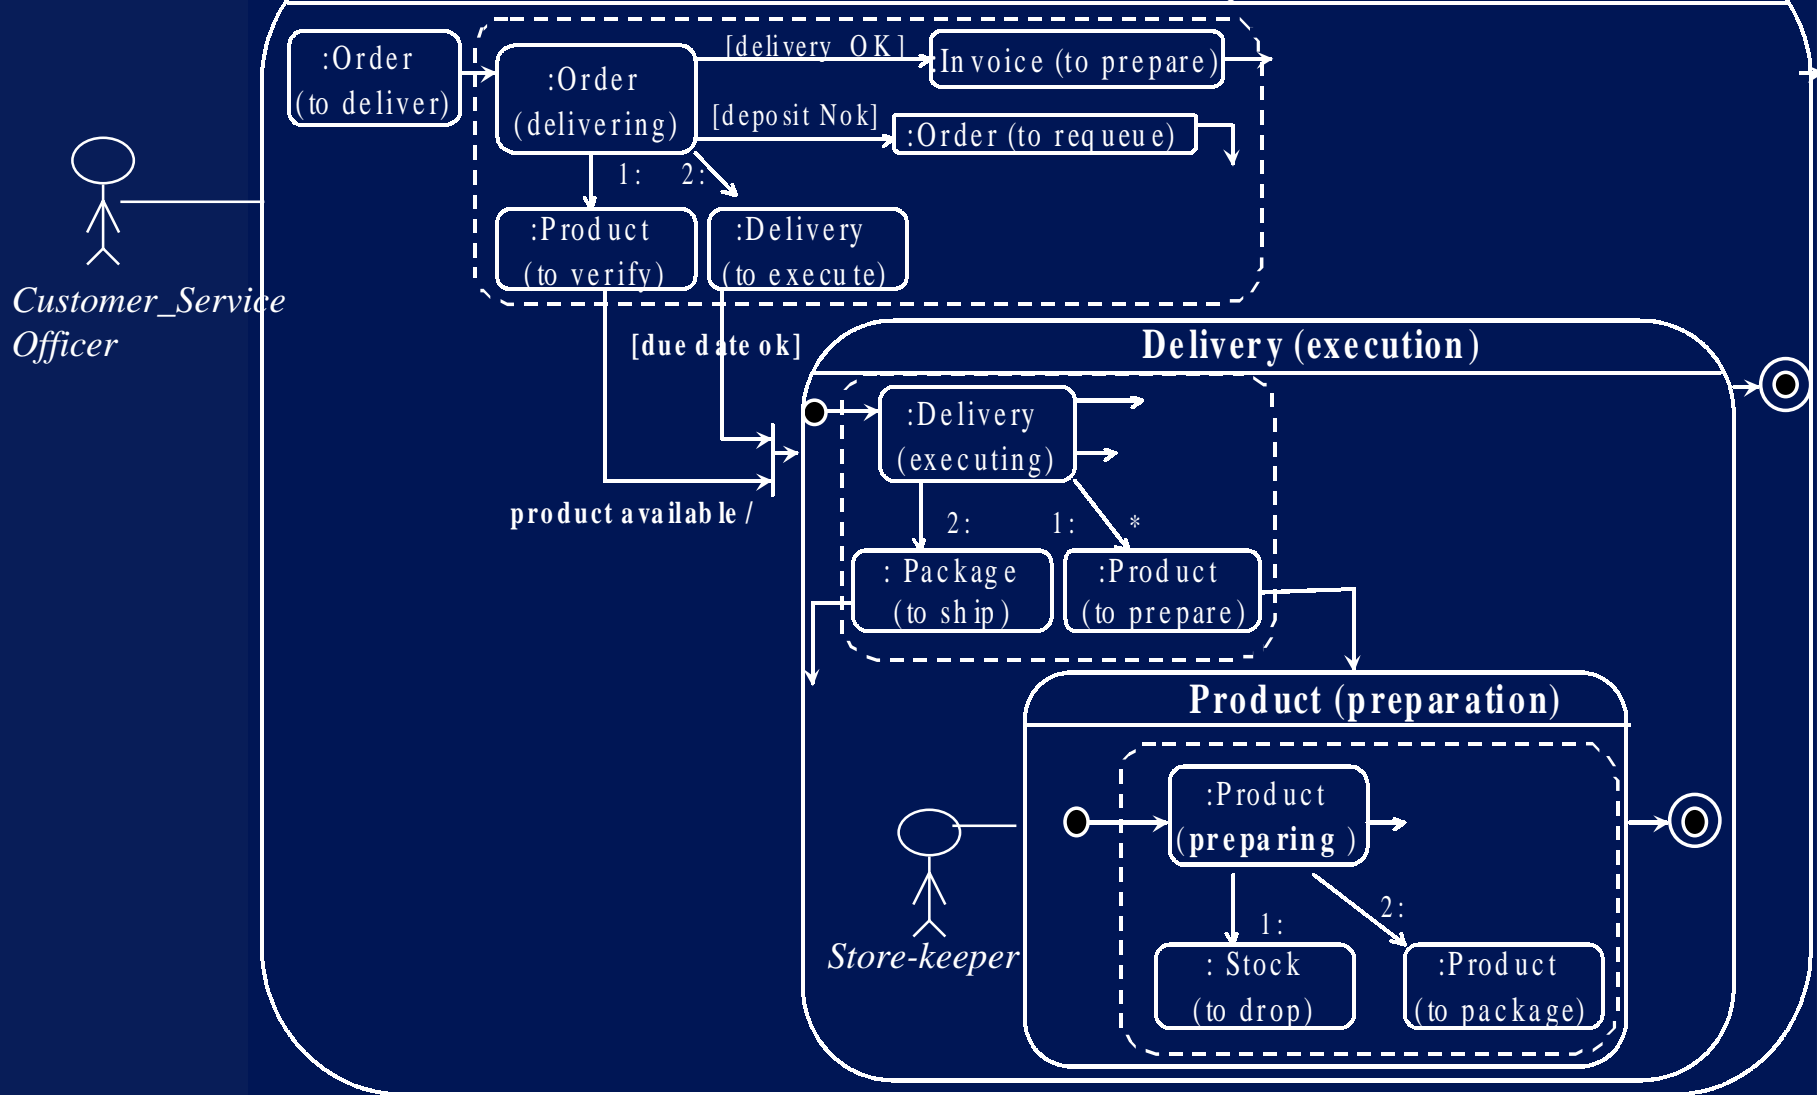 :Order
(to deliver)
:Order
(delivering)
[delivery OK]
:Invoice (to prepare)
[deposit Nok]
:Order (to requeue)
1:
2:
:Product
(to verify)
:Delivery
(to execute)
Customer_Service
Officer
[due date ok]
Delivery (execution)
:Delivery
(executing)
product available /
2:
1:
*
: Package
(to ship)
:Product
(to prepare)
Product (preparation)
:Product
(preparing )
1:
2:
Store-keeper
: Stock
(to drop)
:Product
(to package)